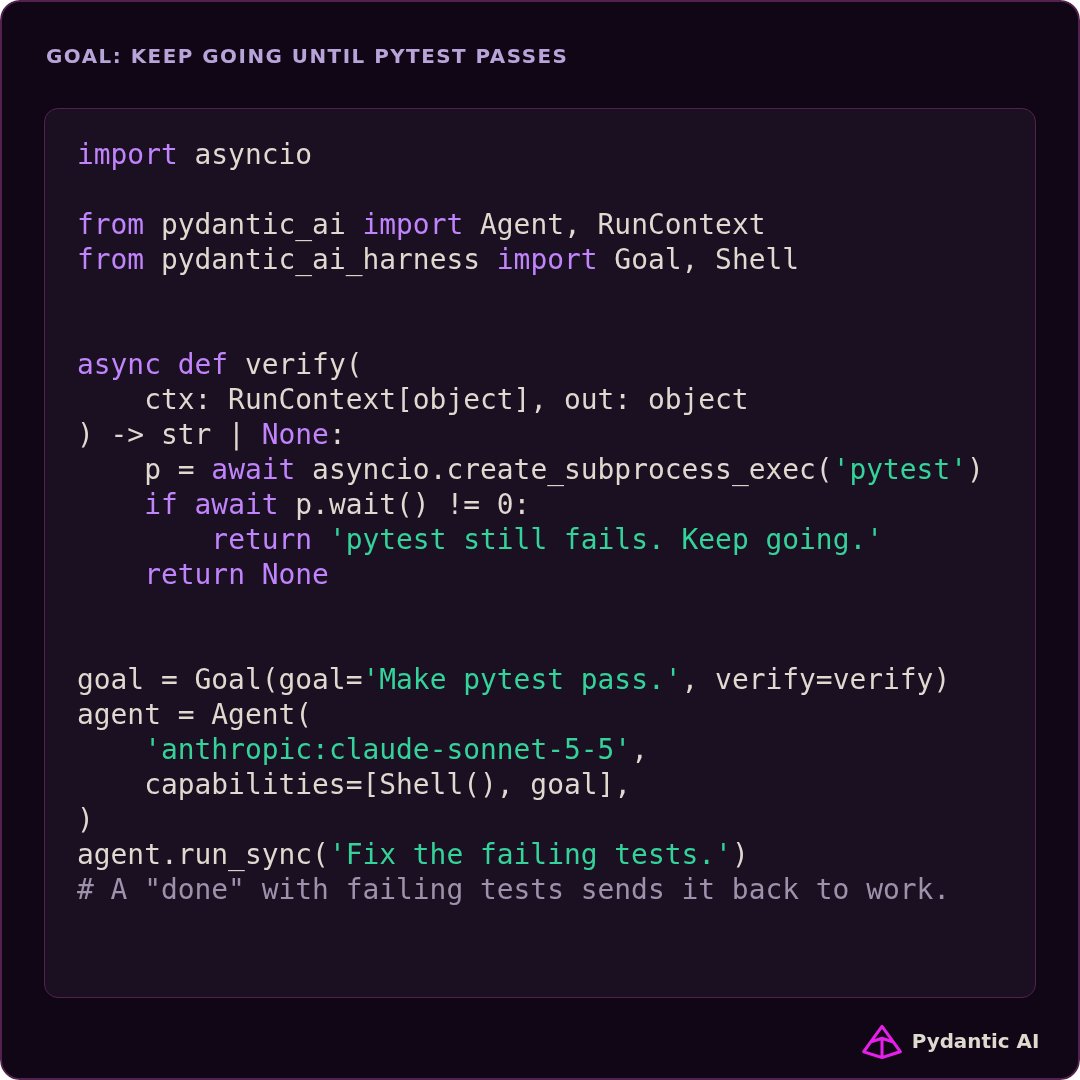 GOAL: KEEP GOING UNTIL PYTEST PASSES
import asyncio
from pydantic_ai import Agent, RunContext
from pydantic_ai_harness import Goal, Shell
async def verify(
    ctx: RunContext[object], out: object
) -> str | None:
    p = await asyncio.create_subprocess_exec('pytest')
    if await p.wait() != 0:
        return 'pytest still fails. Keep going.'
    return None
goal = Goal(goal='Make pytest pass.', verify=verify)
agent = Agent(
    'anthropic:claude-sonnet-5-5',
    capabilities=[Shell(), goal],
)
agent.run_sync('Fix the failing tests.')
# A "done" with failing tests sends it back to work.
Pydantic AI